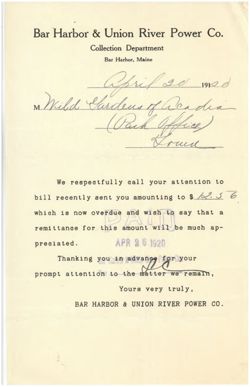 Bar Harbor & Union River Power Co.
Collection Department
Bar Harbor, Maine
April 20 1920
M Wild Gardens of Acadia
(Park Office)
Town
We respectfully call your attention to
bill recently sent you amounting to $
which is now overdue and wish to say that a
remittance for this amount will be much ap-
preciated.
PAID
APR 26 1920
Thanking you in advance for your
prompt attention to the matter we remain,
Yours very truly,
BAR HARBOR & UNION RIVER POWER CO.